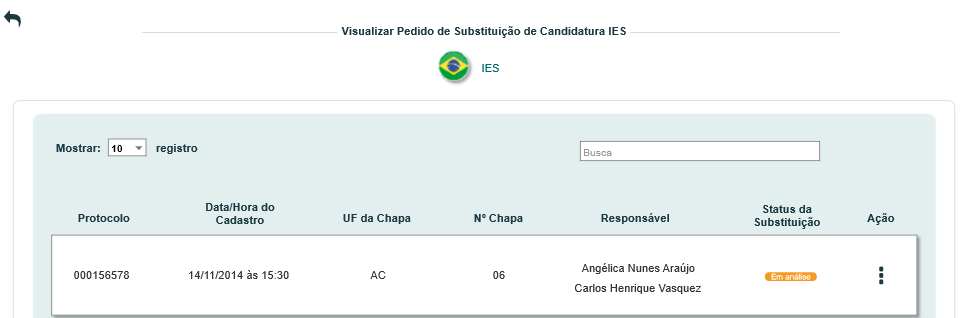 Visualizar Pedido de Substituição de Candidatura IES
IES
Mostrar: 10 registro
Busca
Protocolo
Data/Hora do
Cadastro
UF da Chapa
Nº Chapa
Responsável
Status da
Substituição
Ação
000156578
14/11/2014 às 15:30
AC
06
Angélica Nunes Araújo
Carlos Henrique Vasquez
Em análise